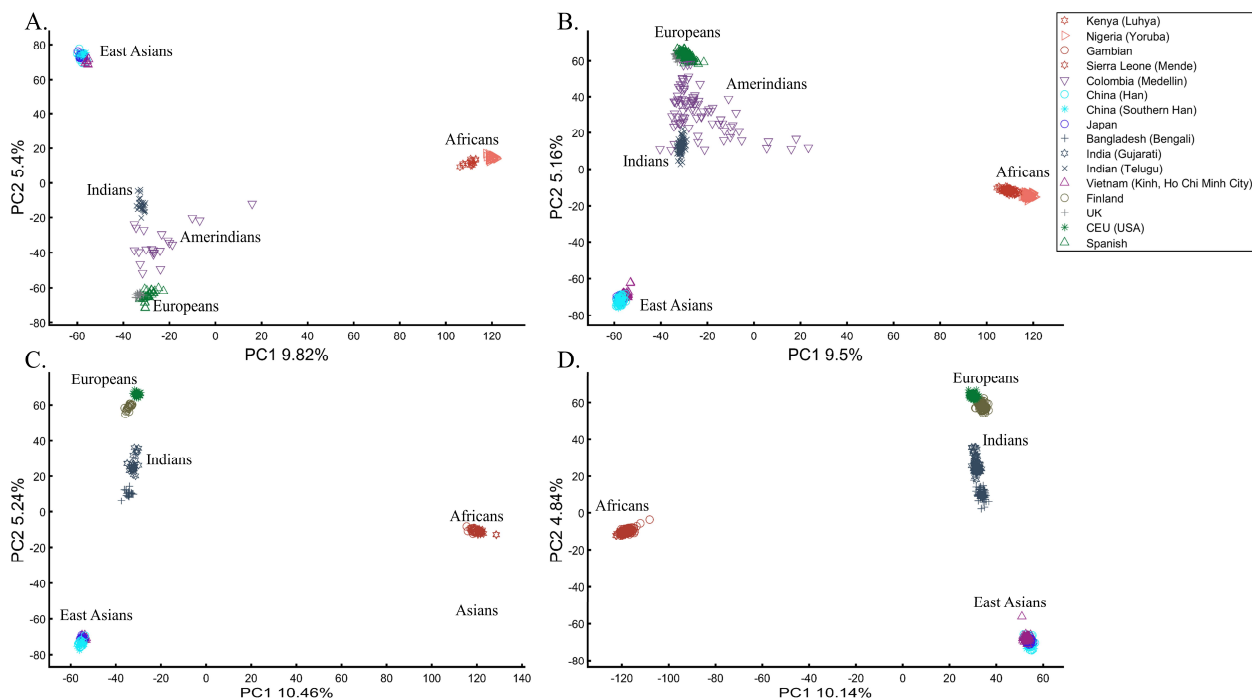 A.
East Asians
Africans
Indians
Amerindians
Europeans
PC2 5.4%
80
60
40
20
0
-20
-40
-60
-80
-60 -40 -20 0 20 40 60 80 100 120
PC1 9.82%
B.
Europeans
Amerindians
Indians
Africans
East Asians
PC2 5.16%
60
40
20
0
-20
-40
-60
-80
-60 -40 -20 0 20 40 60 80 100 120
PC1 9.5%
Kenya (Luhya)
Nigeria (Yoruba)
Gambian
Sierra Leone (Mende)
Colombia (Medellin)
China (Han)
China (Southern Han)
Japan
Bangladesh (Bengali)
India (Gujarati)
Indian (Telugu)
Vietnam (Kinh, Ho Chi Minh City)
Finland
UK
CEU (USA)
Spanish
C.
Europeans
Indians
Africans
East Asians
Asians
PC2 5.24%
60
40
20
0
-20
-40
-60
-80
-60 -40 -20 0 20 40 60 80 100 120 140
PC1 10.46%
D.
Europeans
Indians
Africans
East Asians
PC2 4.84%
60
40
20
0
-20
-40
-60
-80
-120 -100 -80 -60 -40 -20 0 20 40 60
PC1 10.14%